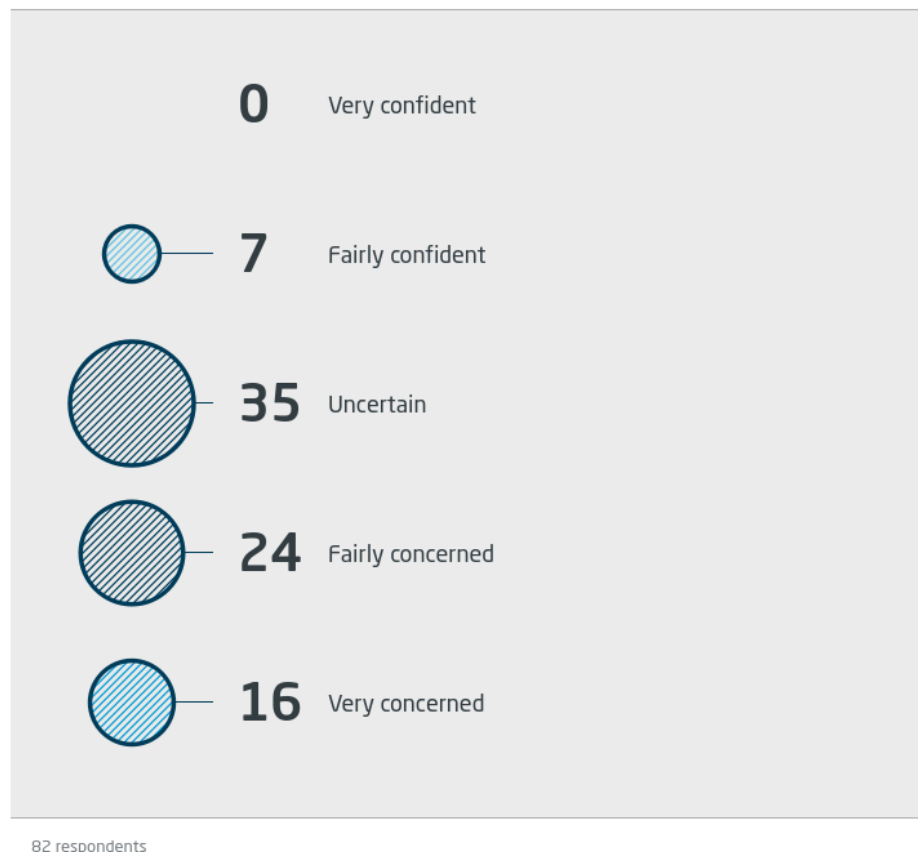 0 Very confident
7 Fairly confident
35 Uncertain
24 Fairly concerned
16 Very concerned
82 respondents